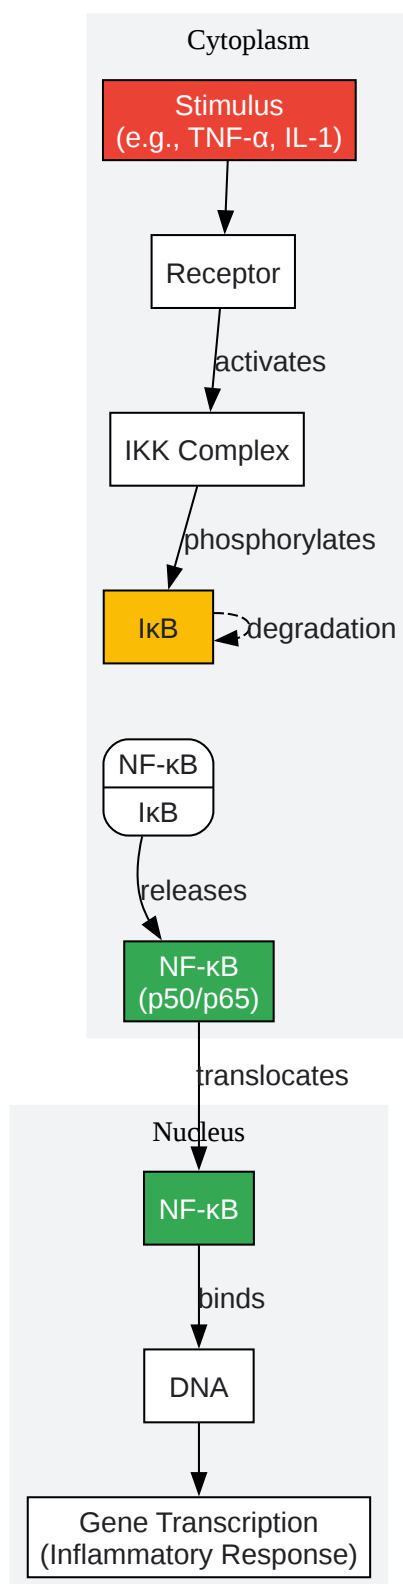 Cytoplasm
Stimulus
(e.g., TNF-α, IL-1)
Receptor
activates
IKK Complex
phosphorylates
IκB
degradation
NF-κB
IκB
releases
NF-κB
(p50/p65)
translocates
Nucleus
NF-κB
binds
DNA
Gene Transcription
(Inflammatory Response)